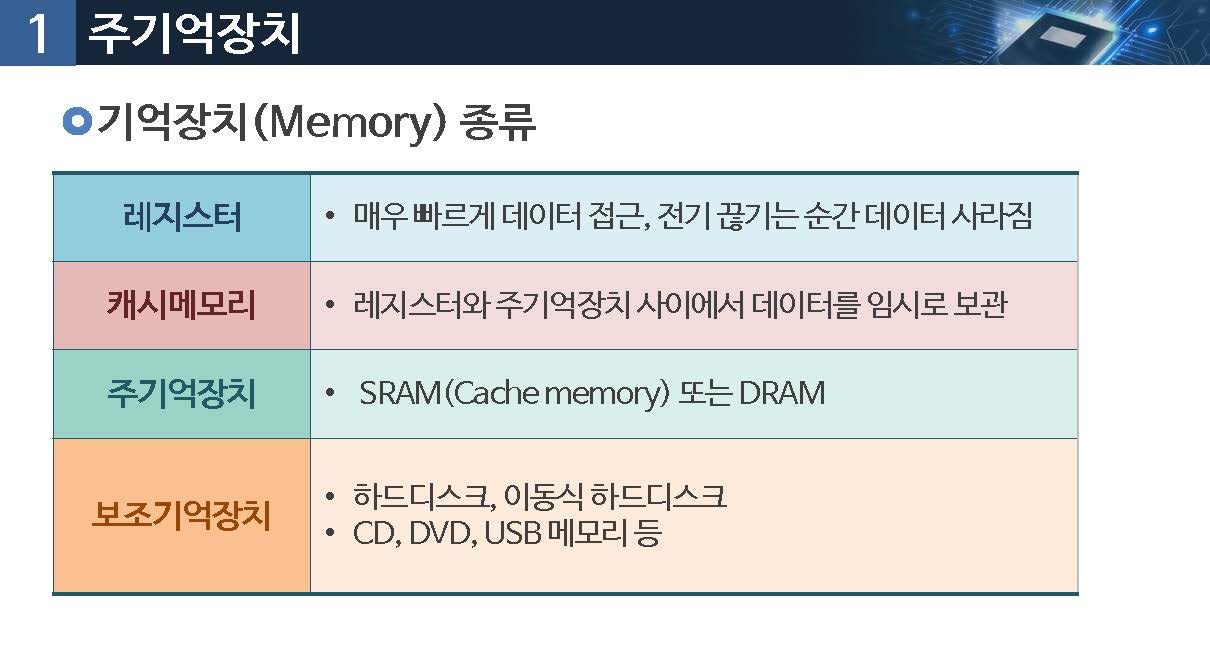 1 주기억장치
기억장치(Memory) 종류
레지스터
• 매우 빠르게 데이터 접근, 전기 끊기는 순간 데이터 사라짐
캐시메모리
• 레지스터와 주기억장치 사이에서 데이터를 임시로 보관
주기억장치
• SRAM(Cache memory) 또는 DRAM
보조기억장치
• 하드디스크, 이동식 하드디스크
• CD, DVD, USB 메모리 등